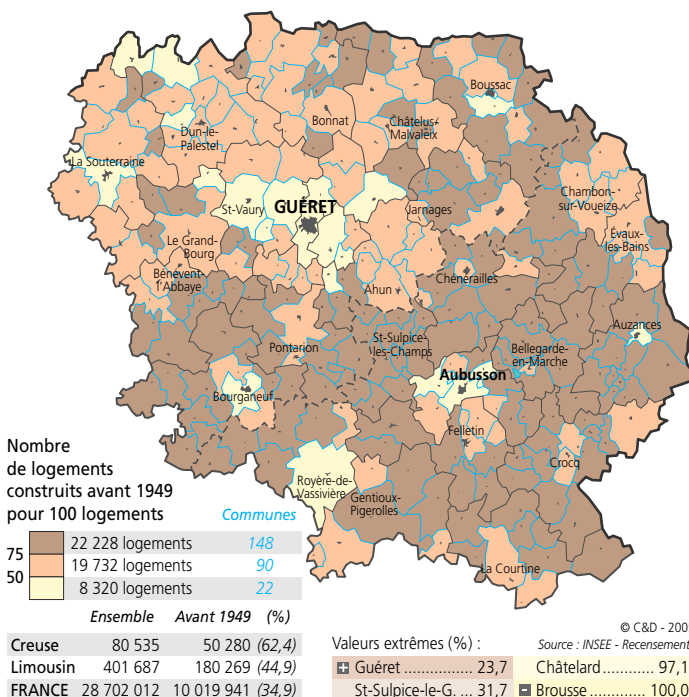 Boussac
Bonnat
Châtelus-
Malvaleix
Dun-le-
Palestel
La Souterraine
Chambon-
sur-Voueize
GUÉRET
St-Vaury
Jarnages
Évaux-
les-Bains
Le Grand-
Bourg
Bénévent-
l'Abbaye
Chénérailles
Ahun
Auzances
St-Sulpice-
les-Champs
Pontarion
Bellegarde-
en-Marche
Aubusson
Bourganeuf
Felletin
Crocq
Royère-de-
Vassivière
Gentioux-
Pigerolles
La Courtine
Nombre
de logements
construits avant 1949
pour 100 logements
Communes
75
50
22 228 logements 148
19 732 logements 90
8 320 logements 22
Ensemble Avant 1949 (%)
Creuse 80 535 50 280 (62,4)
Limousin 401 687 180 269 (44,9)
FRANCE 28 702 012 10 019 941 (34,9)
© C&D - 200
Source : INSEE - Recensement
Valeurs extrêmes (%) :
+ Guéret ............... 23,7
St-Sulpice-le-G. ... 31,7
Châtelard ........... 97,1
- Brousse ............ 100,0